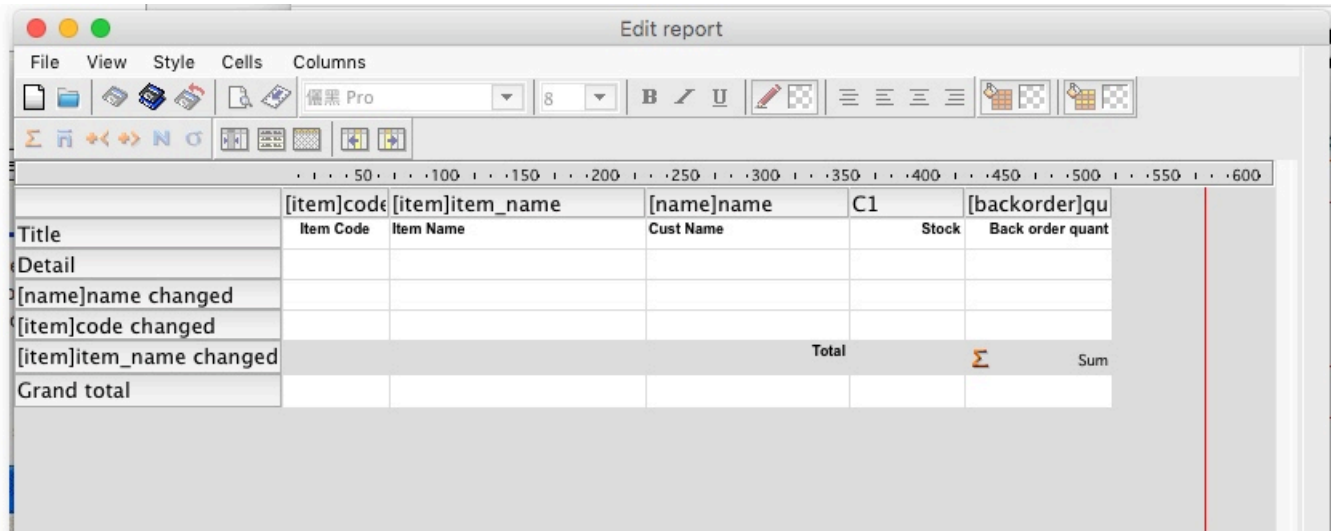 Edit report
File View Style Cells Columns
儷黑 Pro 8 B I U
Σ n N σ
50 100 150 200 250 300 350 400 450 500 550 600
[item]code [item]item_name [name]name C1 [backorder]qu
Title Item Code Item Name Cust Name Stock Back order quant
Detail
[name]name changed
[item]code changed
[item]item_name changed Total Σ Sum
Grand total